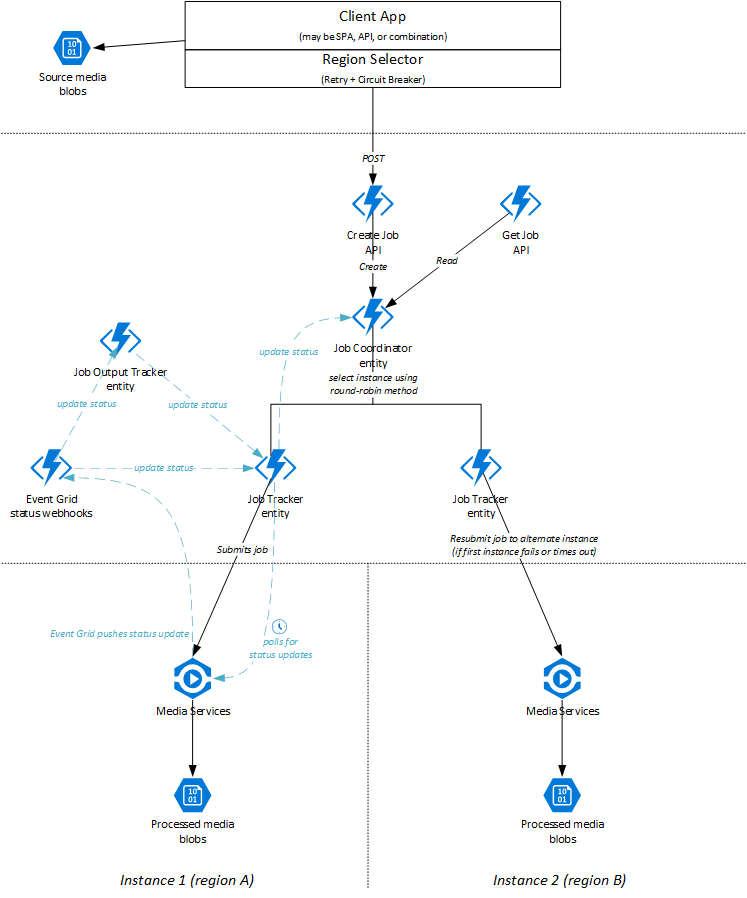 Client App
(may be SPA, API, or combination)
Region Selector
(Retry + Circuit Breaker)
10
01
Source media
blobs
POST
Create Job
API
Get Job
API
Create
Read
Job Coordinator
entity
update status
select instance using
round-robin method
Job Output Tracker
entity
update status
update status
Event Grid
status webhooks
update status
Job Tracker
entity
Job Tracker
entity
Submits job
Resubmit job to alternate instance
(if first instance fails or times out)
Event Grid pushes status update
polls for
status updates
Media Services
Media Services
10
01
Processed media
blobs
10
01
Processed media
blobs
Instance 1 (region A)
Instance 2 (region B)